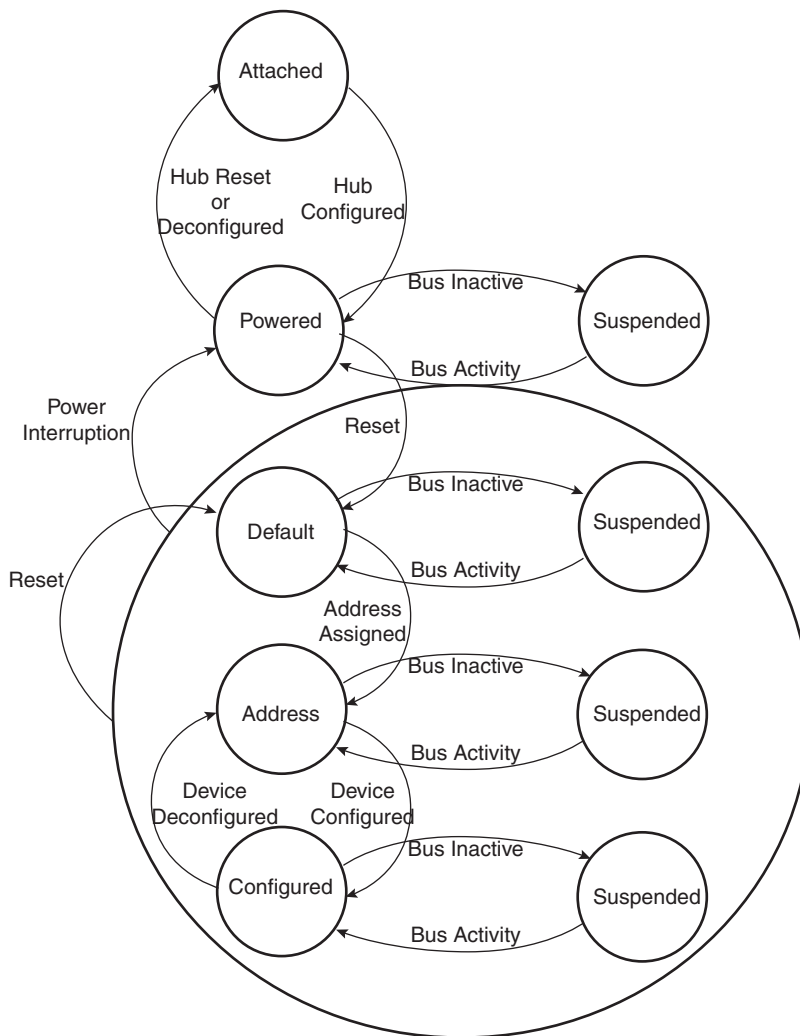 Attached
Hub Reset
or
Deconfigured
Hub
Configured
Powered
Bus Inactive
Suspended
Bus Activity
Power
Interruption
Reset
Default
Bus Inactive
Suspended
Bus Activity
Reset
Address
Assigned
Address
Bus Inactive
Suspended
Bus Activity
Device
Deconfigured
Device
Configured
Configured
Bus Inactive
Suspended
Bus Activity